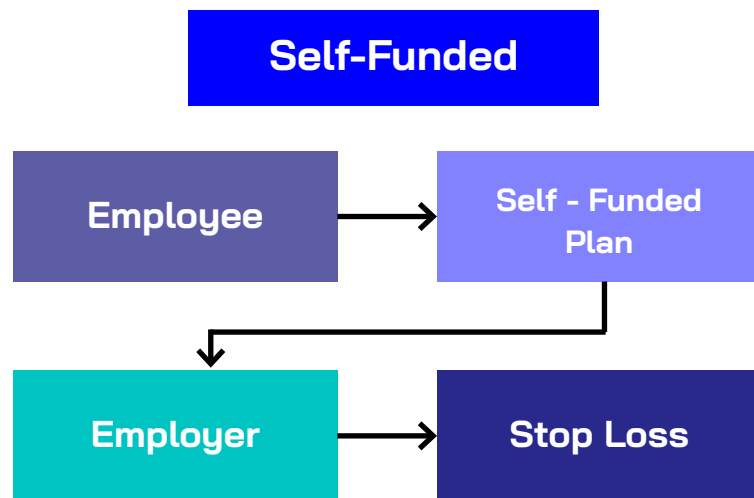 Self-Funded
Employee
Self - Funded
Plan
Employer
Stop Loss